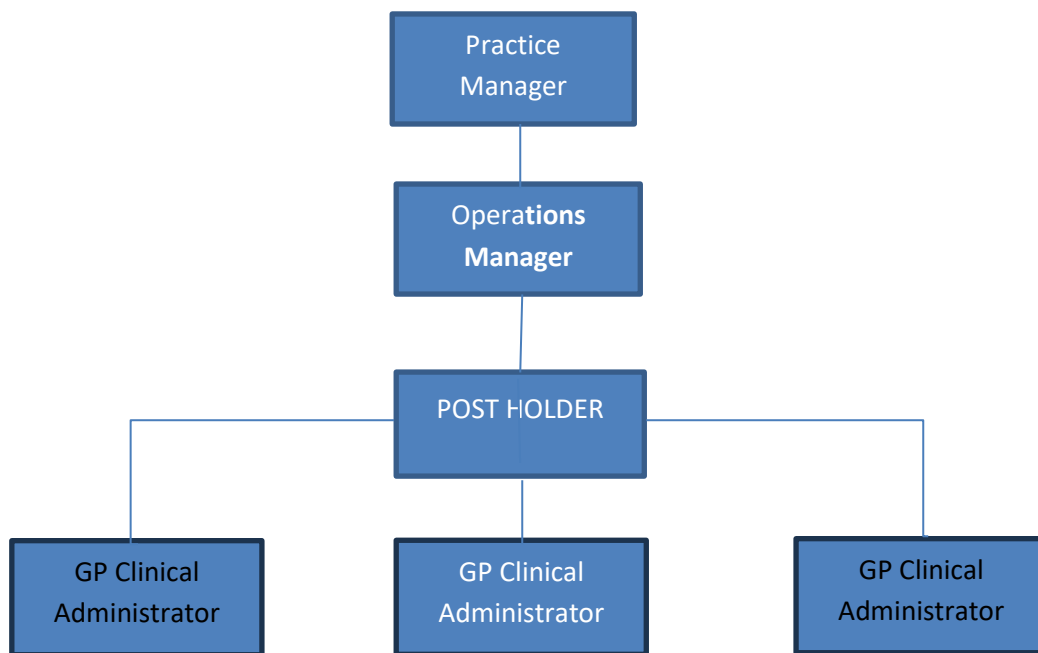 Practice
Manager
Operations
Manager
POST HOLDER
GP Clinical
Administrator
GP Clinical
Administrator
GP Clinical
Administrator